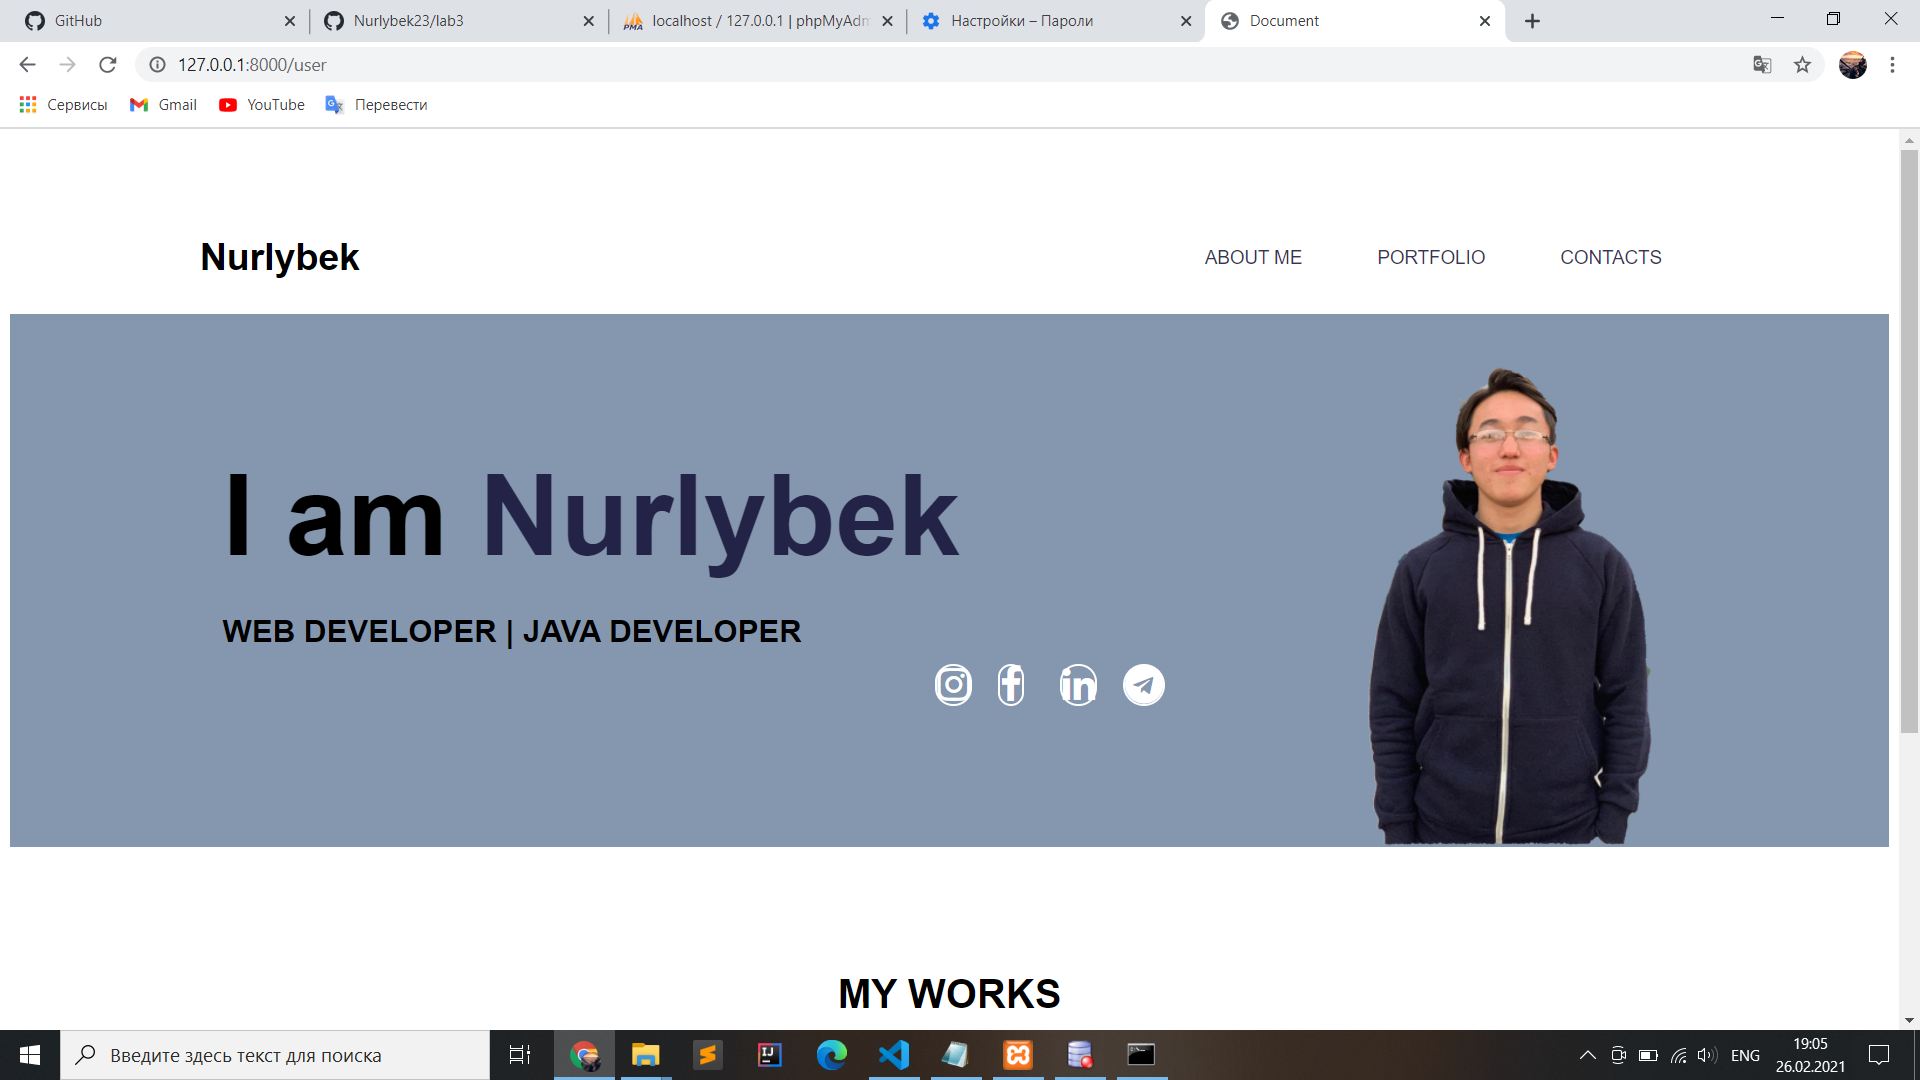 GitHub
Nurlybek23/lab3
localhost / 127.0.0.1 | phpMyAdm
Настройки – Пароли
Document
127.0.0.1:8000/user
Сервисы
Gmail
YouTube
Перевести
Nurlybek
ABOUT ME
PORTFOLIO
CONTACTS
I am Nurlybek
WEB DEVELOPER | JAVA DEVELOPER
MY WORKS
Введите здесь текст для поиска
ENG
19:05
26.02.2021